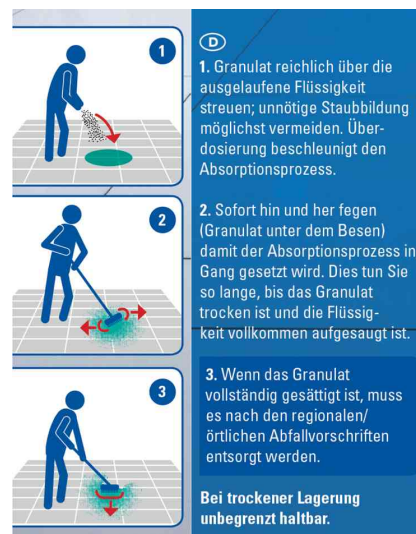 1
D
1. Granulat reichlich über die
ausgelaufene Flüssigkeit
streuen; unnötige Staubbildung
möglichst vermeiden. Über-
dosierung beschleunigt den
Absorptionsprozess.
2
2. Sofort hin und her fegen
(Granulat unter dem Besen)
damit der Absorptionsprozess in
Gang gesetzt wird. Dies tun Sie
so lange, bis das Granulat
trocken ist und die Flüssig-
keit vollkommen aufgesaugt ist.
3
3. Wenn das Granulat
vollständig gesättigt ist, muss
es nach den regionalen/
örtlichen Abfallvorschriften
entsorgt werden.
Bei trockener Lagerung
unbegrenzt haltbar.